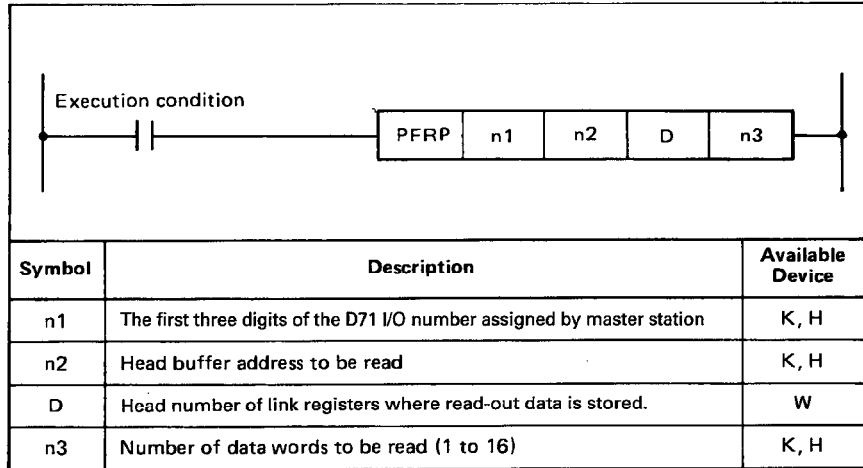 Execution condition
PFRP n1 n2 D n3
Symbol Description Available Device
n1 The first three digits of the D71 I/O number assigned by master station K, H
n2 Head buffer address to be read K, H
D Head number of link registers where read-out data is stored. W
n3 Number of data words to be read (1 to 16) K, H